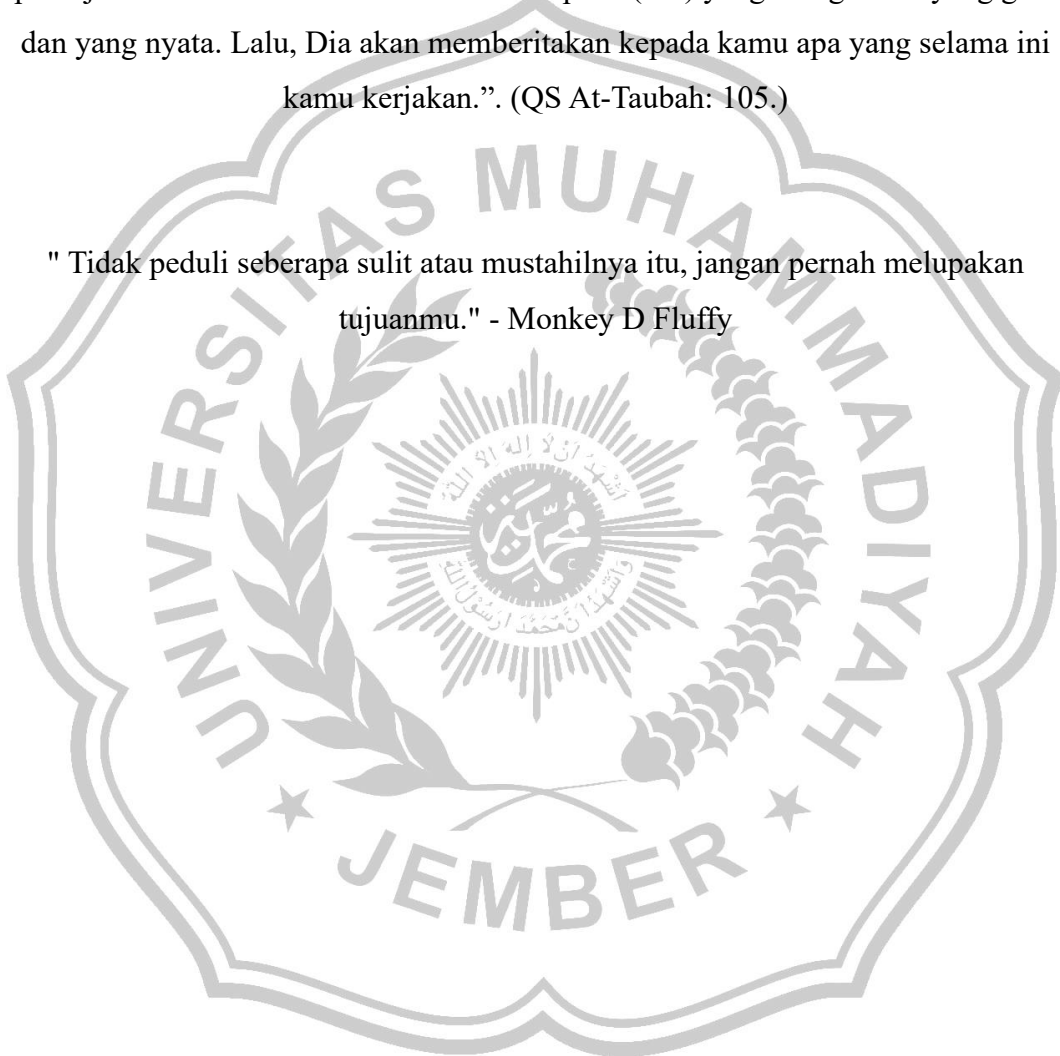 dan yang nyata. Lalu, Dia akan memberitakan kepada kamu apa yang selama ini
kamu kerjakan.”. (QS At-Taubah: 105.)
" Tidak peduli seberapa sulit atau mustahilnya itu, jangan pernah melupakan
tujuanmu." - Monkey D Fluffy
UNIVERSITAS MUHAMMADIYAH
JEMBER